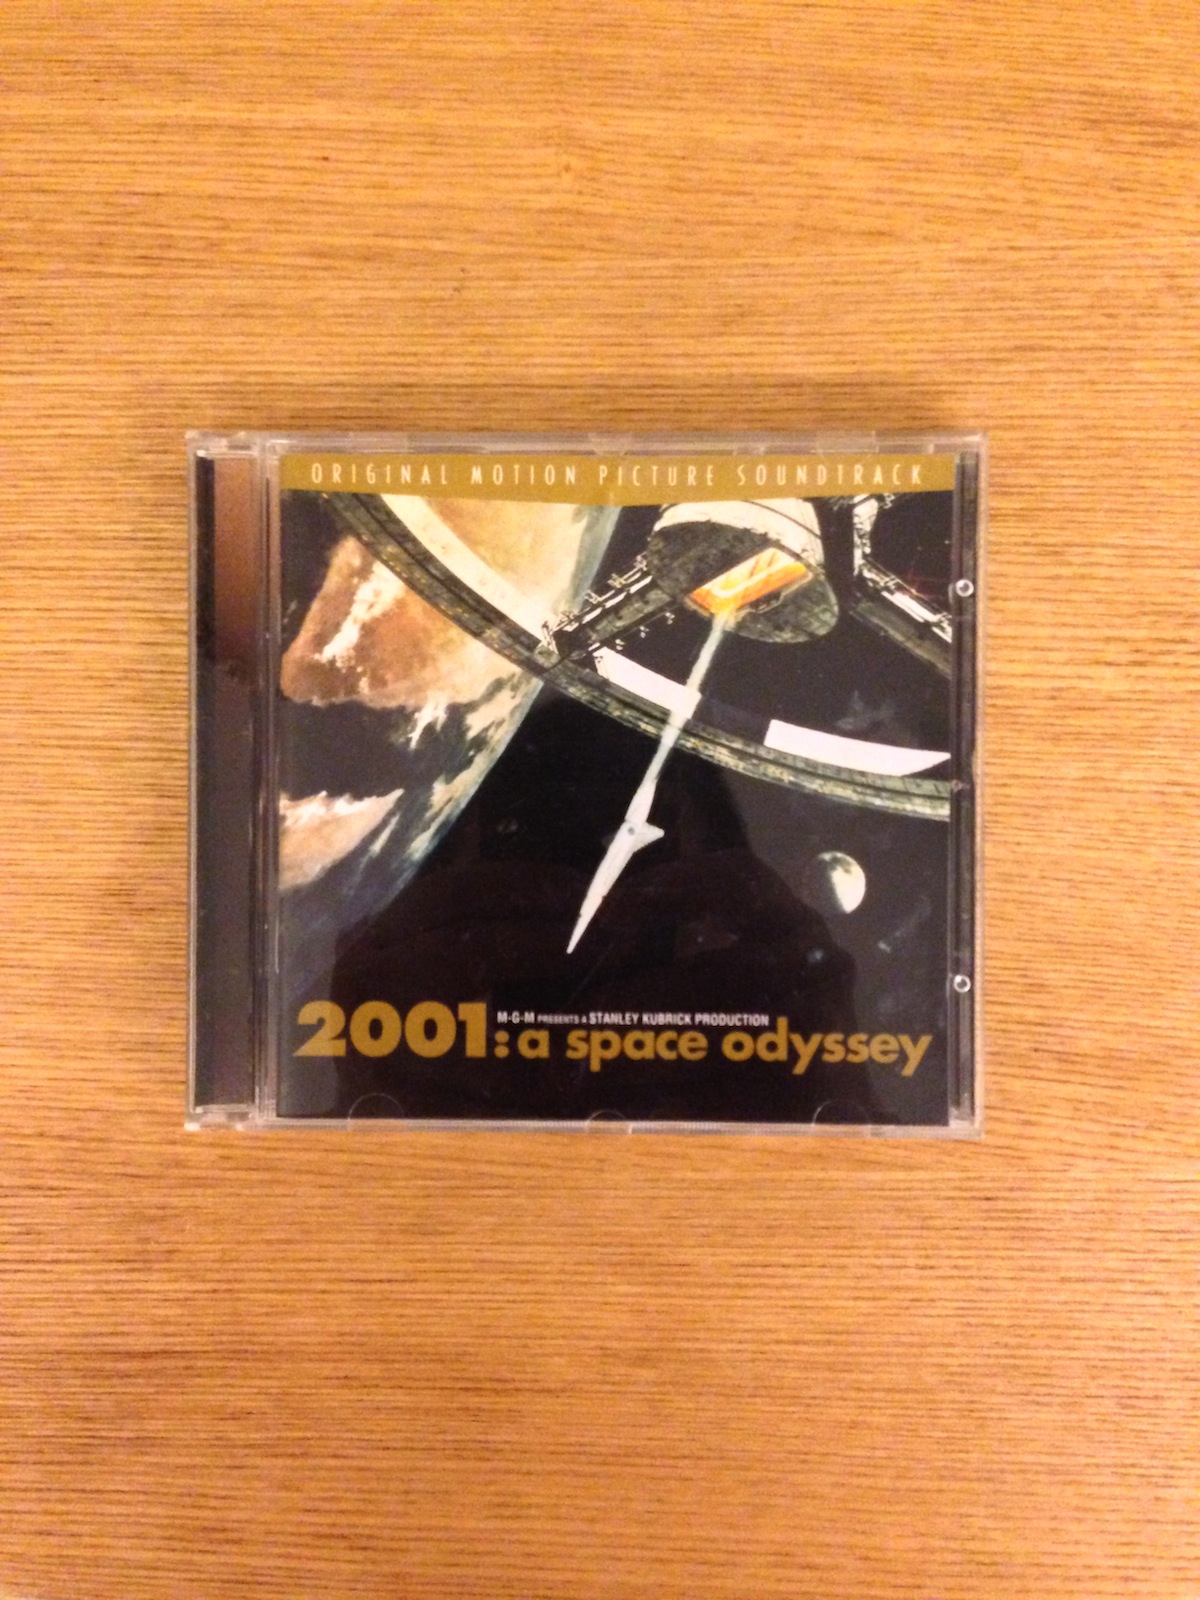 ORIGINAL MOTION PICTURE SOUNDTRACK
M-G-M PRESENTS A STANLEY KUBRICK PRODUCTION
2001: a space odyssey